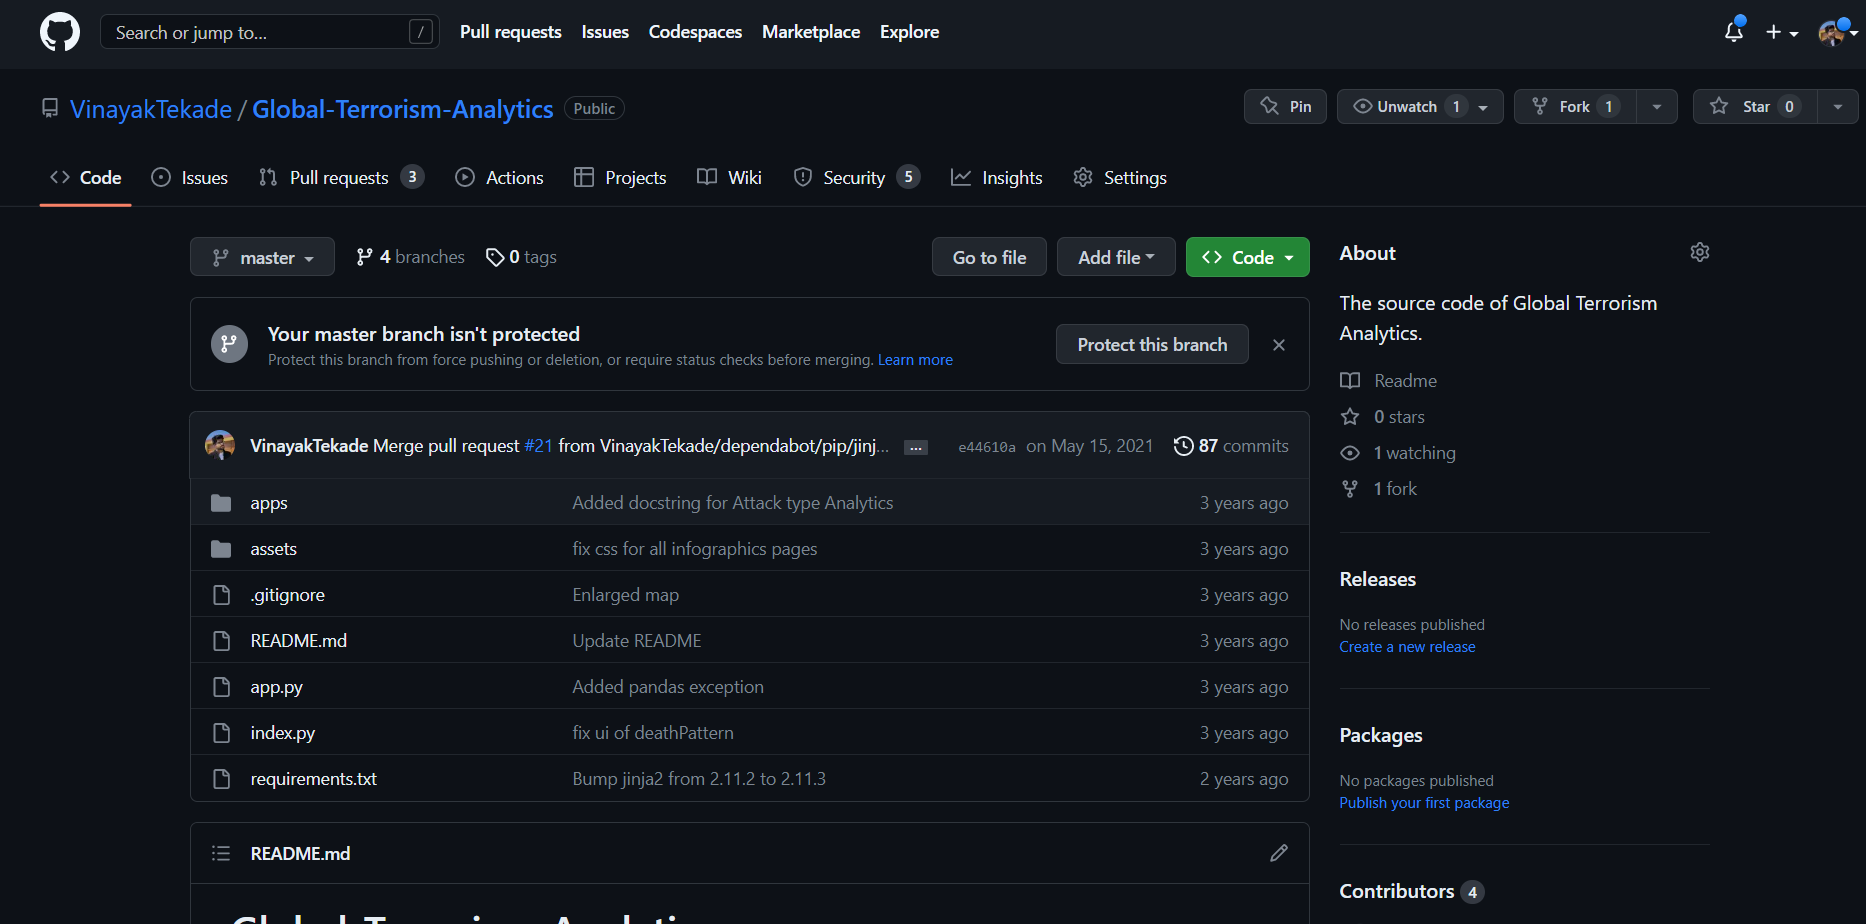 Search or jump to... /
Pull requests Issues Codespaces Marketplace Explore
VinayakTekade / Global-Terrorism-Analytics Public
Pin Unwatch 1 Fork 1 Star 0
Code Issues Pull requests 3 Actions Projects Wiki Security 5 Insights Settings
master 4 branches 0 tags Go to file Add file Code
Your master branch isn't protected
Protect this branch from force pushing or deletion, or require status checks before merging. Learn more
Protect this branch
VinayakTekade Merge pull request #21 from VinayakTekade/dependabot/pip/jinj... ... e44610a on May 15, 2021 87 commits
apps Added docstring for Attack type Analytics 3 years ago
assets fix css for all infographics pages 3 years ago
.gitignore Enlarged map 3 years ago
README.md Update README 3 years ago
app.py Added pandas exception 3 years ago
index.py fix ui of deathPattern 3 years ago
requirements.txt Bump jinja2 from 2.11.2 to 2.11.3 2 years ago
README.md
Global-Terrorism-Analytics
About
The source code of Global Terrorism
Analytics.
Readme
0 stars
1 watching
1 fork
Releases
No releases published
Create a new release
Packages
No packages published
Publish your first package
Contributors 4